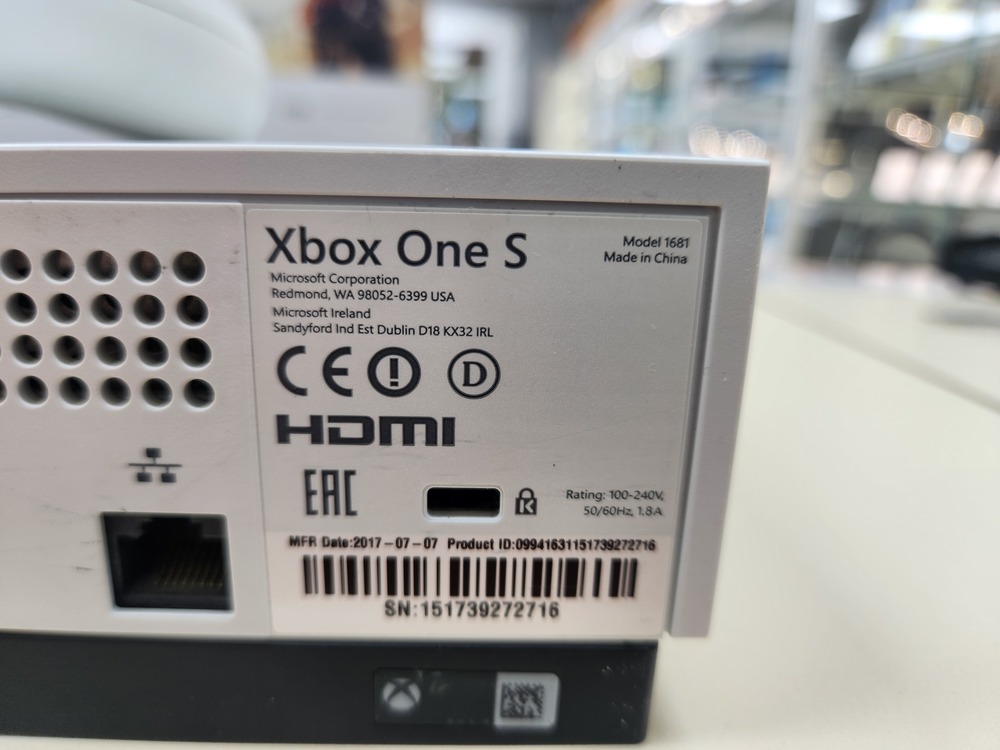 Xbox One S
Model 1681
Made in China
Microsoft Corporation
Redmond, WA 98052-6399 USA
Microsoft Ireland
Sandyford Ind Est Dublin D18 KX32 IRL
CE
D
HDMI
EAC
K
Rating: 100-240V,
50/60Hz, 1.8A
MFR Date:2017-07-07 Product ID:09941631151739272716
SN:151739272716